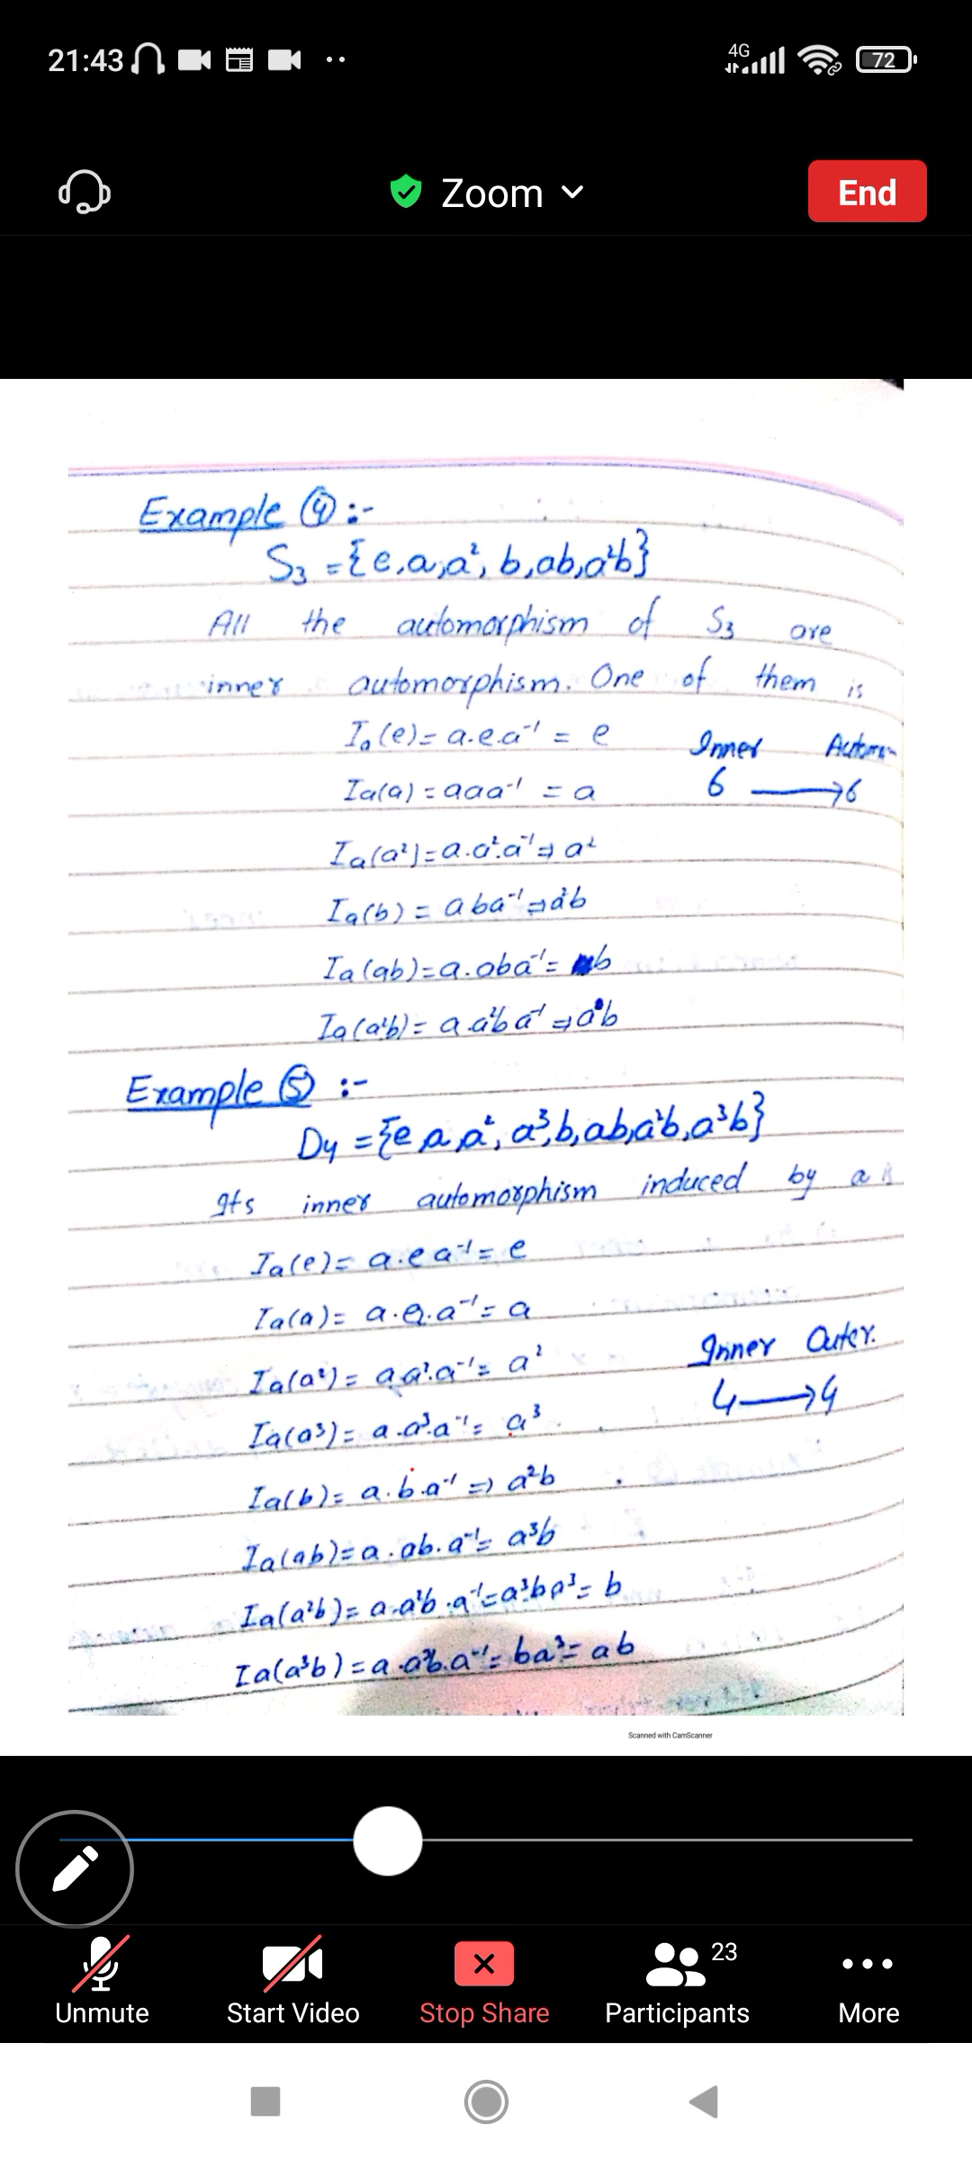 21:43
4G
72
Zoom
End
Example ④ :-
S₃ = {e,a,a², b,ab,a²b}
All the automorphism of S₃ are
inner automorphism. One of them is
Iₐ(e) = a.e.a⁻¹ = e
Inner Autom-
Iₐ(a) = aaa⁻¹ = a
6 ⟶ 6
Iₐ(a²) = a.a².a⁻¹ ⇒ a²
Iₐ(b) = aba⁻¹ ⇒ a²b
Iₐ(ab) = a.aba⁻¹ = b
Iₐ(a²b) = a.a²ba⁻¹ ⇒ ab
Example ⑤ :-
D₄ = {e,a,a², a³,b,ab,a²b,a³b}
Its inner automorphism induced by a is
Iₐ(e) = a.e a⁻¹ = e
Iₐ(a) = a.a.a⁻¹ = a
Inner Outer.
Iₐ(a²) = a.a².a⁻¹ = a²
4 ⟶ 4
Iₐ(a³) = a.a³.a⁻¹ = a³
Iₐ(b) = a.b.a⁻¹ ⇒ a²b
Iₐ(ab) = a.ab.a⁻¹ = a³b
Iₐ(a²b) = a.a²b.a⁻¹ = a³ba³ = b
Iₐ(a³b) = a.a³b.a⁻¹ = ba³ = ab
Scanned with CamScanner
Unmute
Start Video
Stop Share
Participants 23
More